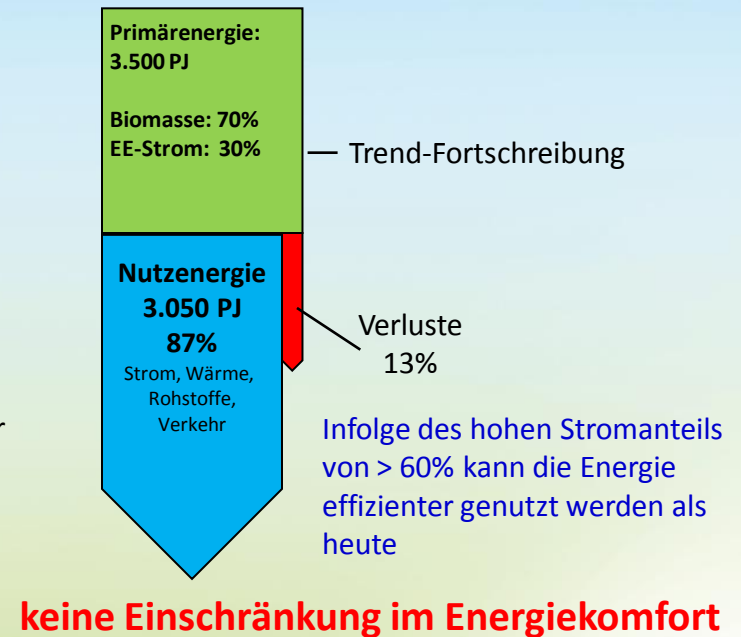 Primärenergie:
3.500 PJ
Biomasse: 70%
EE-Strom: 30%
Trend-Fortschreibung
Nutzenergie
3.050 PJ
87%
Strom, Wärme,
Rohstoffe,
Verkehr
Verluste
13%
r
Infolge des hohen Stromanteils
von > 60% kann die Energie
effizienter genutzt werden als
heute
keine Einschränkung im Energiekomfort